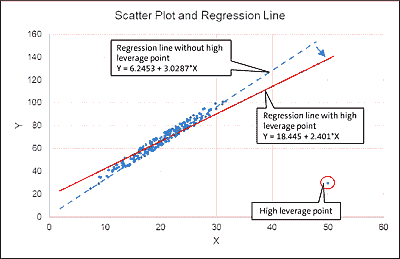 Scatter Plot and Regression Line
160
140
120
100
80
60
40
20
0
Y
Regression line without high
leverage point
Y = 6.2453 + 3.0287*X
Regression line with high
leverage point
Y = 18.445 + 2.401*X
High leverage point
0
10
20
30
40
50
60
X